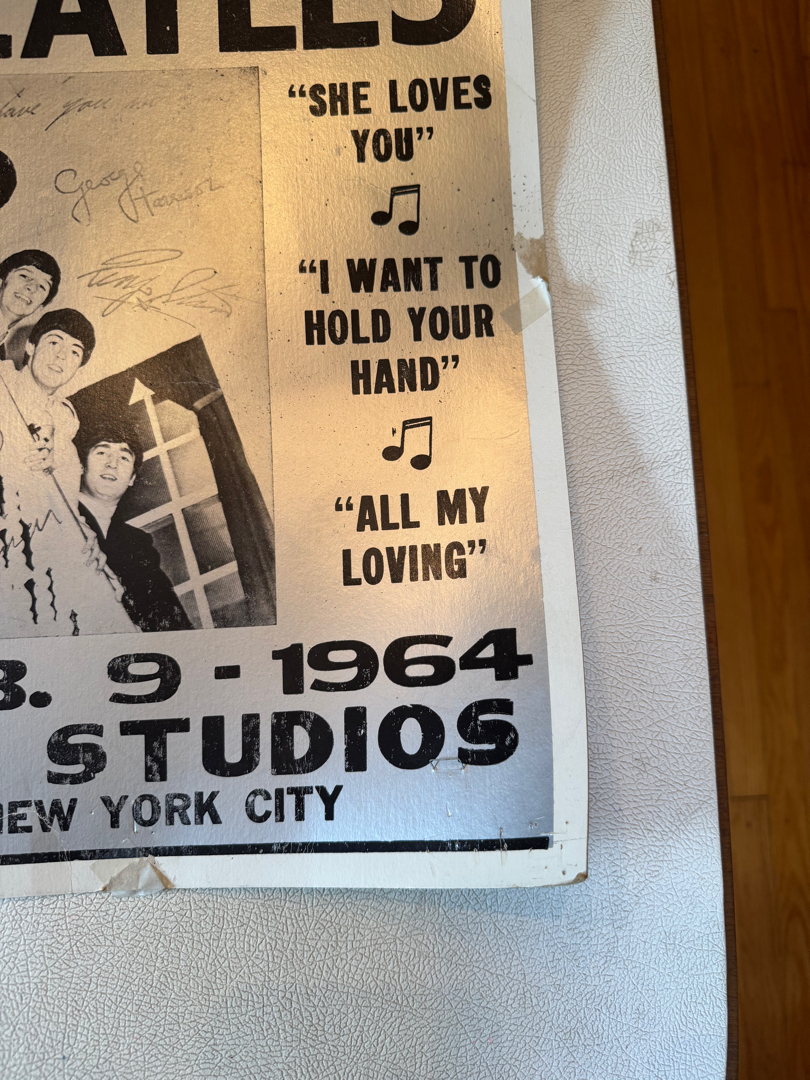 EATLES
"SHE LOVES
YOU"
George
Harrison
"I WANT TO
HOLD YOUR
HAND"
"ALL MY
LOVING"
B. 9 - 1964
STUDIOS
NEW YORK CITY